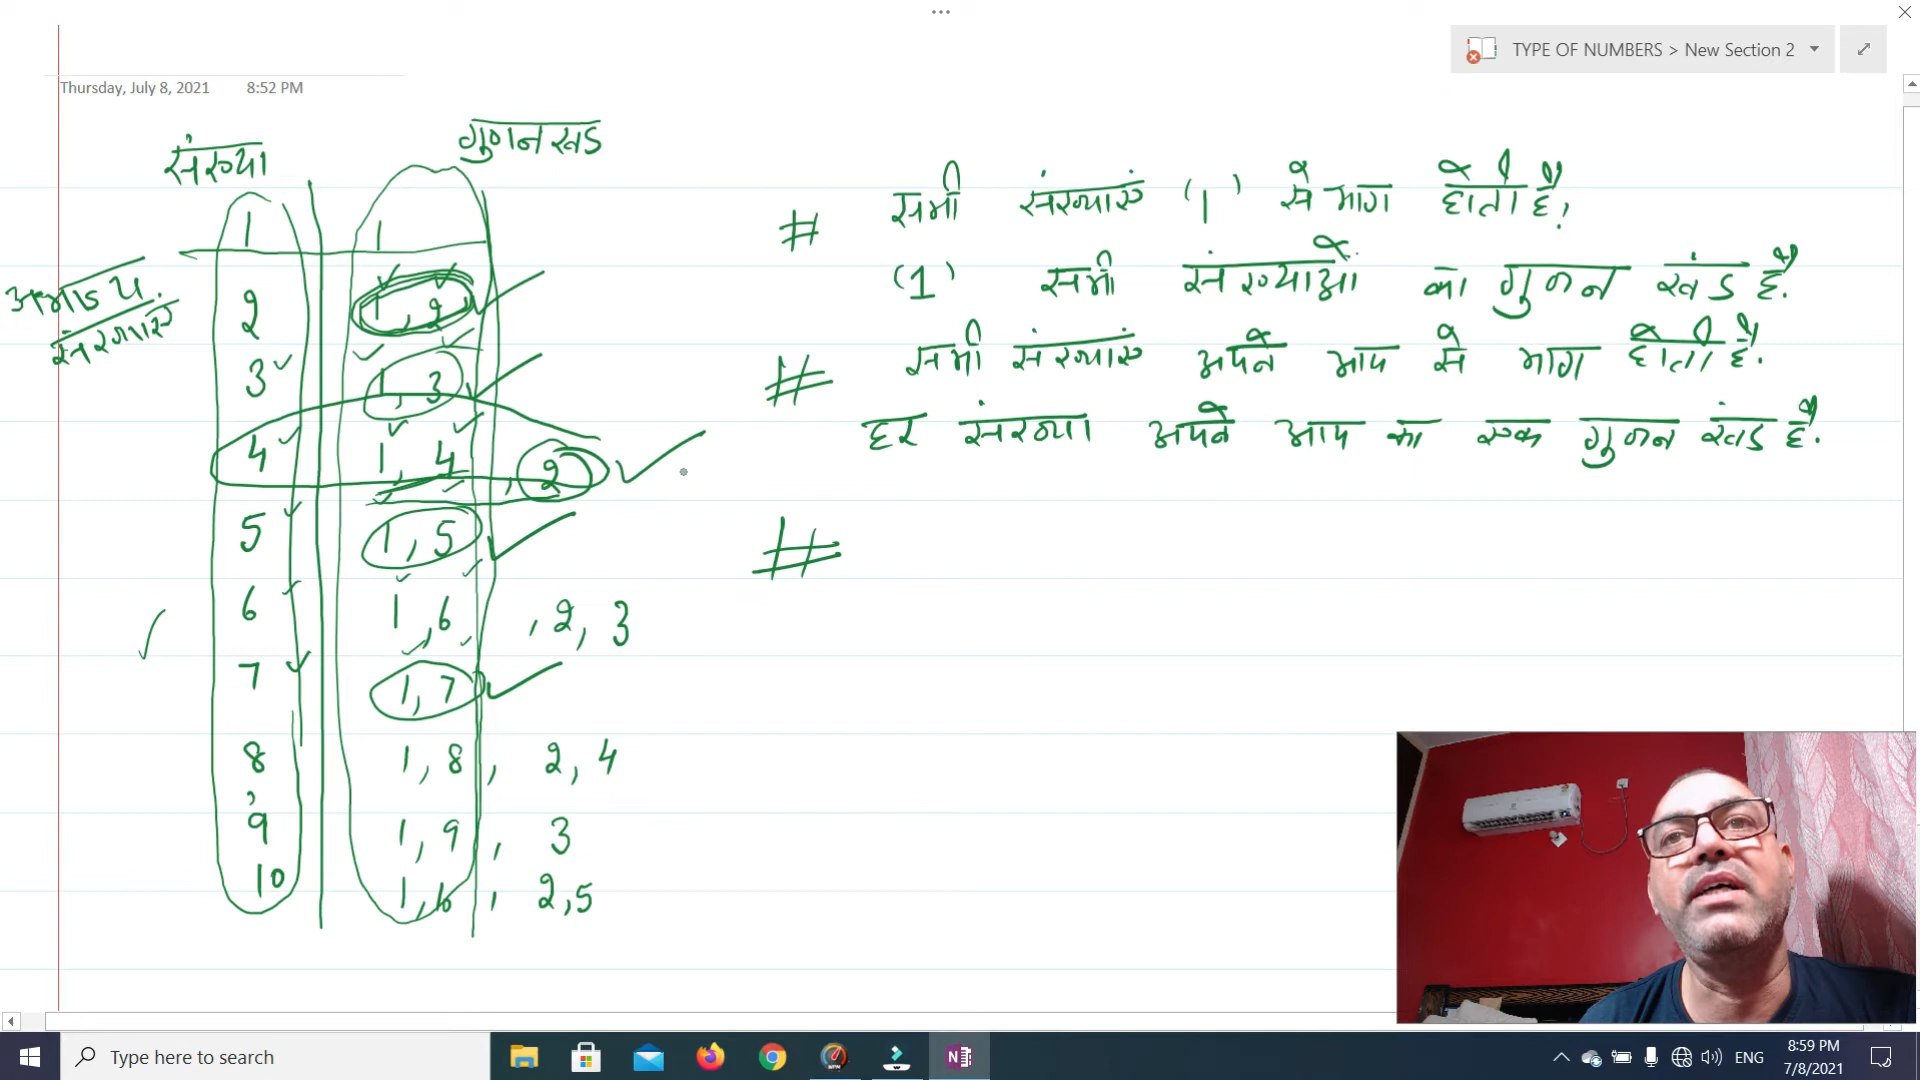 TYPE OF NUMBERS > New Section 2
Thursday, July 8, 2021 8:52 PM
संख्या गुणनखंड
1 1
2 1, 2
3 1, 3
4 1, 4, 2
5 1, 5
6 1, 6, 2, 3
7 1, 7
8 1, 8, 2, 4
9 1, 9, 3
10 1, 10, 2, 5
अभाज्य
संख्याएं
# सभी संख्याएं '1' से भाग होती है।
'1' सभी संख्याओं का गुणन खंड है।
# सभी संख्याएं अपने आप से भाग होती है।
हर संख्या अपने आप का एक गुणन खंड है।
#
Type here to search
ENG
8:59 PM
7/8/2021